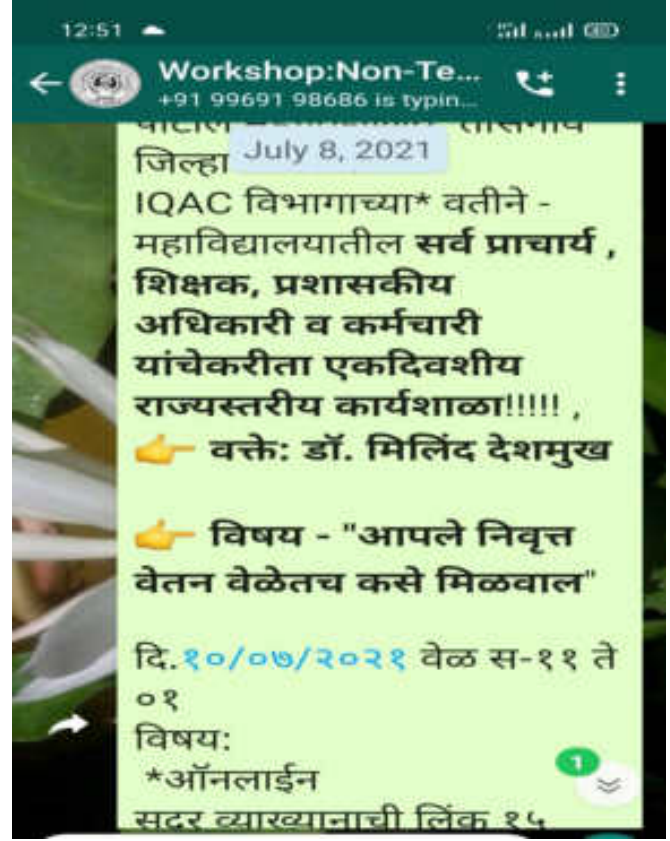 12:51
Workshop:Non-Te...
+91 99691 98686 is typin...
July 8, 2021
जिल्हा
IQAC विभागाच्या* वतीने -
महाविद्यालयातील सर्व प्राचार्य ,
शिक्षक, प्रशासकीय
अधिकारी व कर्मचारी
यांचेकरीता एकदिवशीय
राज्यस्तरीय कार्यशाळा!!!!! ,
👉 वक्ते: डॉ. मिलिंद देशमुख
👉 विषय - "आपले निवृत्त
वेतन वेळेतच कसे मिळवाल"
दि.१०/०७/२०२१ वेळ स-११ ते
०१
विषय:
*ऑनलाईन
1
सदर व्याख्यानाची लिंक १५